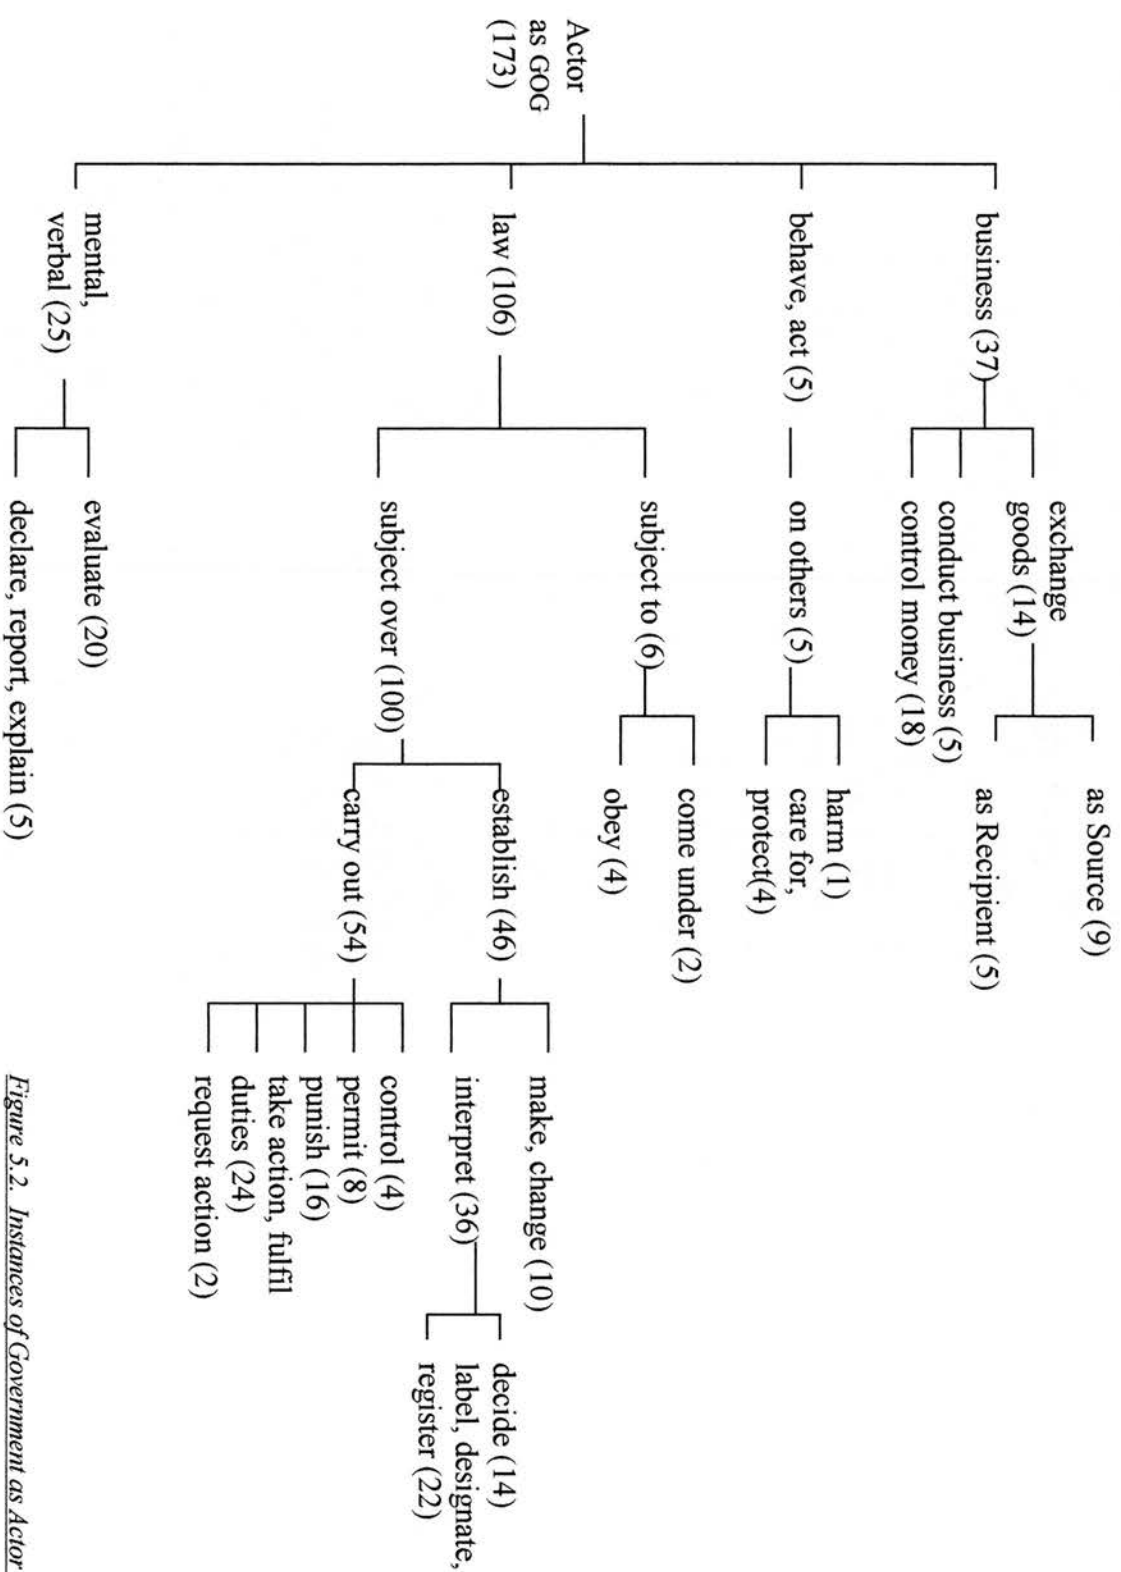 Actor
as GOG
(173)
business (37)
exchange
goods (14)
as Source (9)
as Recipient (5)
conduct business (5)
control money (18)
behave, act (5)
on others (5)
harm (1)
care for,
protect(4)
law (106)
subject to (6)
come under (2)
obey (4)
subject over (100)
establish (46)
make, change (10)
interpret (36)
decide (14)
label, designate,
register (22)
carry out (54)
control (4)
permit (8)
punish (16)
take action, fulfil
duties (24)
request action (2)
mental,
verbal (25)
evaluate (20)
declare, report, explain (5)
Figure 5.2. Instances of Government as Actor